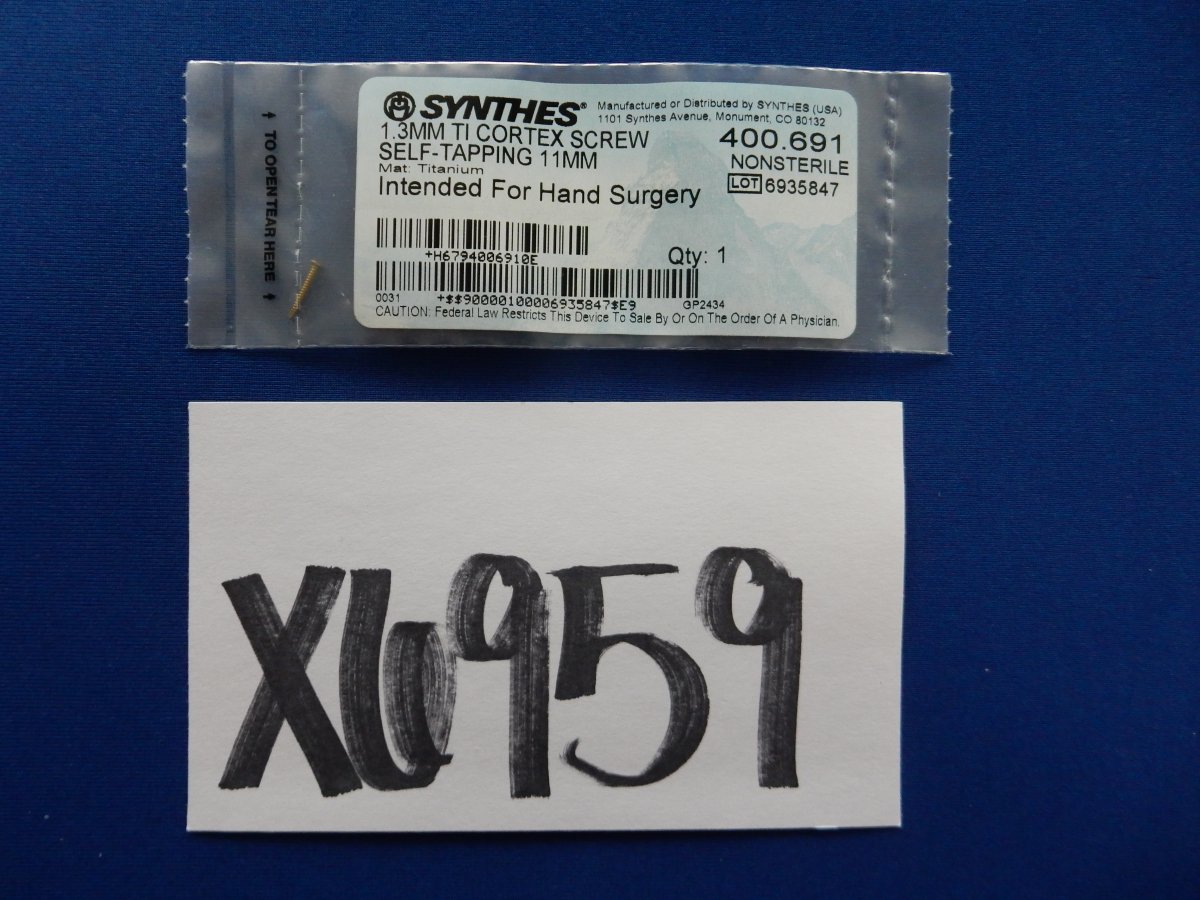 SYNTHES® Manufactured or Distributed by SYNTHES (USA)
1101 Synthes Avenue, Monument, CO 80132
1.3MM TI CORTEX SCREW 400.691
SELF-TAPPING 11MM NONSTERILE
Mat: Titanium
LOT 6935847
Intended For Hand Surgery
+H6794006910E
Qty: 1
0031 +$$90000100006935847$E9 GP2434
CAUTION: Federal Law Restricts This Device To Sale By Or On The Order Of A Physician.
↑ TO OPEN TEAR HERE ↑
X6959